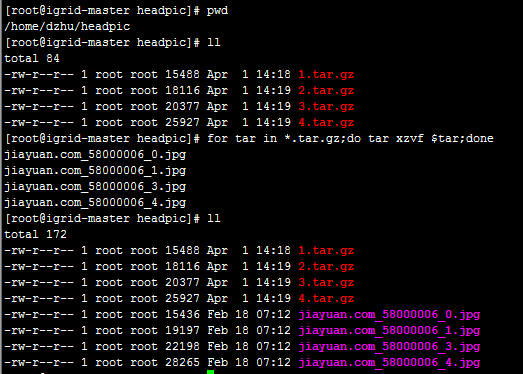 [root@igrid-master headpic]# pwd
/home/dzhu/headpic
[root@igrid-master headpic]# ll
total 84
-rw-r--r-- 1 root root 15488 Apr  1 14:18 1.tar.gz
-rw-r--r-- 1 root root 18116 Apr  1 14:19 2.tar.gz
-rw-r--r-- 1 root root 20377 Apr  1 14:19 3.tar.gz
-rw-r--r-- 1 root root 25927 Apr  1 14:19 4.tar.gz
[root@igrid-master headpic]# for tar in *.tar.gz;do tar xzvf $tar;done
jiayuan.com_58000006_0.jpg
jiayuan.com_58000006_1.jpg
jiayuan.com_58000006_3.jpg
jiayuan.com_58000006_4.jpg
[root@igrid-master headpic]# ll
total 172
-rw-r--r-- 1 root root 15488 Apr  1 14:18 1.tar.gz
-rw-r--r-- 1 root root 18116 Apr  1 14:19 2.tar.gz
-rw-r--r-- 1 root root 20377 Apr  1 14:19 3.tar.gz
-rw-r--r-- 1 root root 25927 Apr  1 14:19 4.tar.gz
-rw-r--r-- 1 root root 15436 Feb 18 07:12 jiayuan.com_58000006_0.jpg
-rw-r--r-- 1 root root 19197 Feb 18 07:12 jiayuan.com_58000006_1.jpg
-rw-r--r-- 1 root root 22198 Feb 18 07:12 jiayuan.com_58000006_3.jpg
-rw-r--r-- 1 root root 28265 Feb 18 07:12 jiayuan.com_58000006_4.jpg